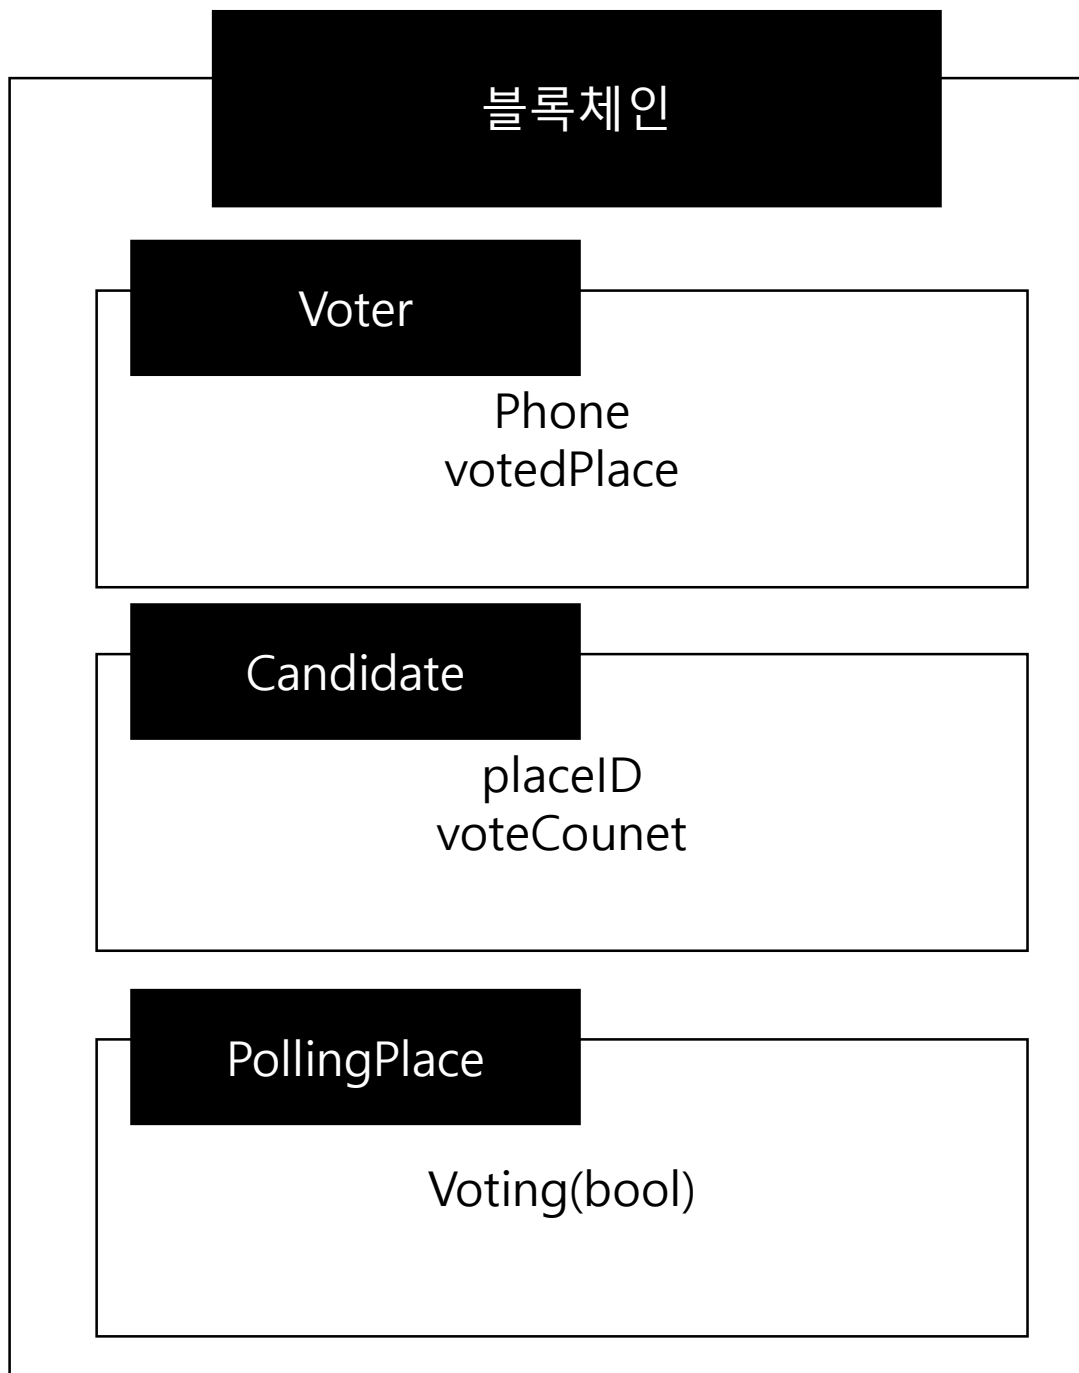 블록체인
Voter
Phone
votedPlace
Candidate
placeID
voteCounet
PollingPlace
Voting(bool)